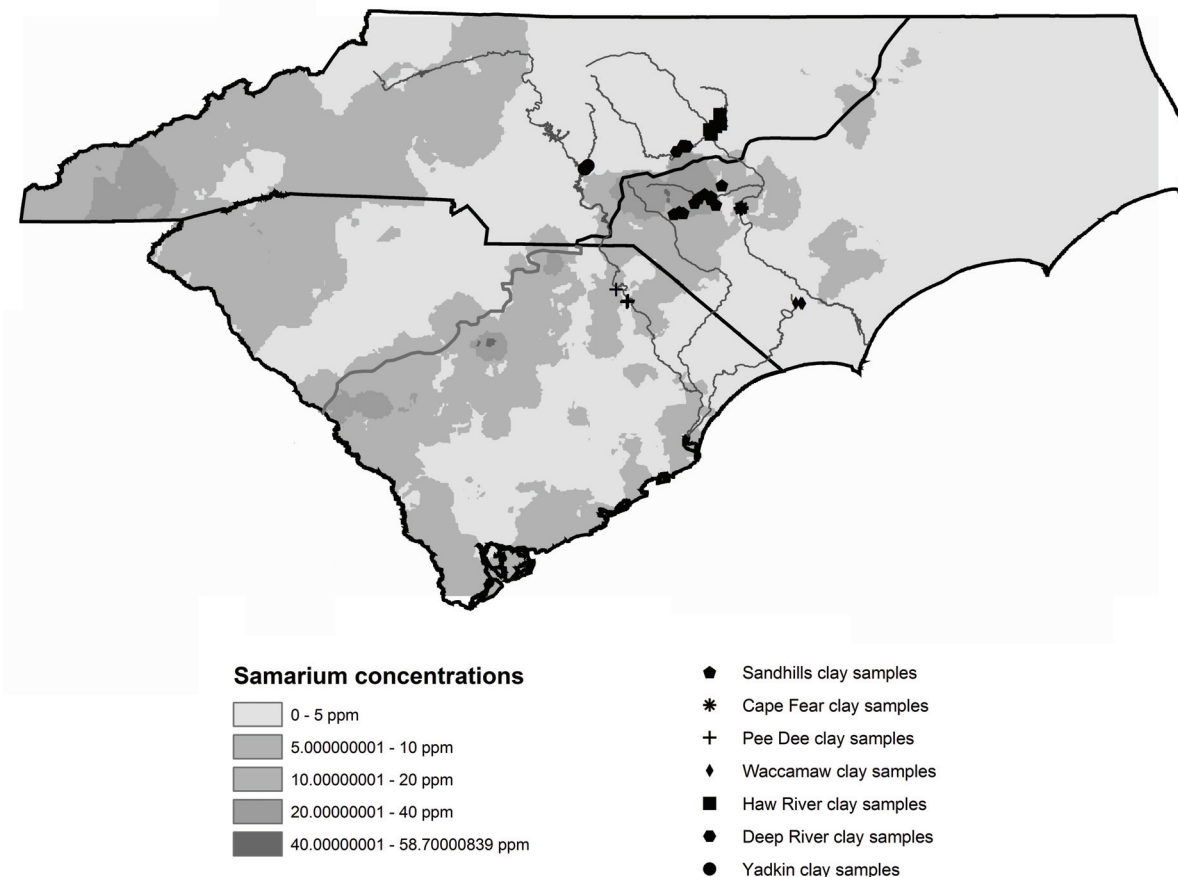 Samarium concentrations
0 - 5 ppm
5.000000001 - 10 ppm
10.00000001 - 20 ppm
20.00000001 - 40 ppm
40.00000001 - 58.70000839 ppm
Sandhills clay samples
Cape Fear clay samples
Pee Dee clay samples
Waccamaw clay samples
Haw River clay samples
Deep River clay samples
Yadkin clay samples